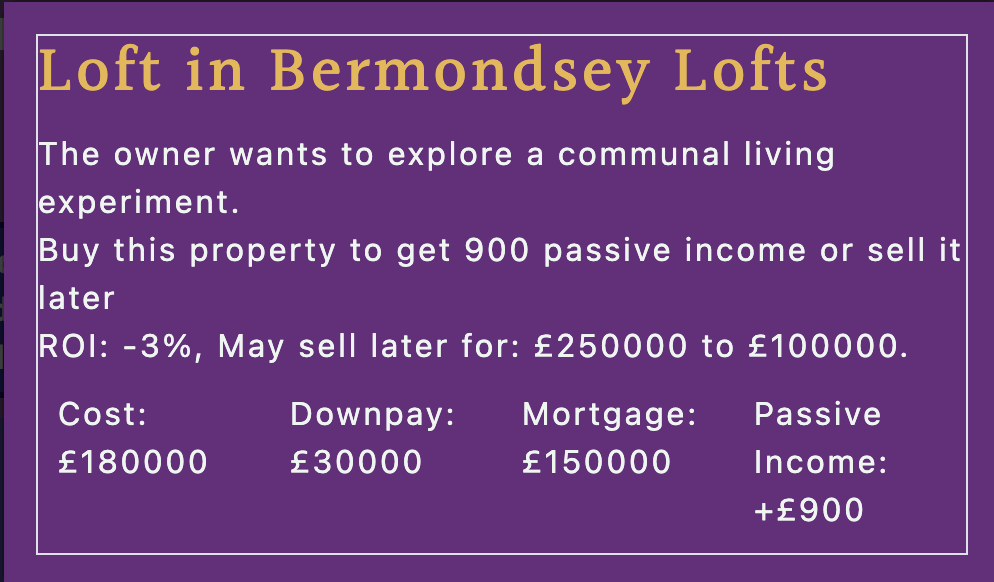 Loft in Bermondsey Lofts
The owner wants to explore a communal living
experiment.
Buy this property to get 900 passive income or sell it
later
ROI: -3%, May sell later for: £250000 to £100000.
Cost:
£180000
Downpay:
£30000
Mortgage:
£150000
Passive
Income:
+£900